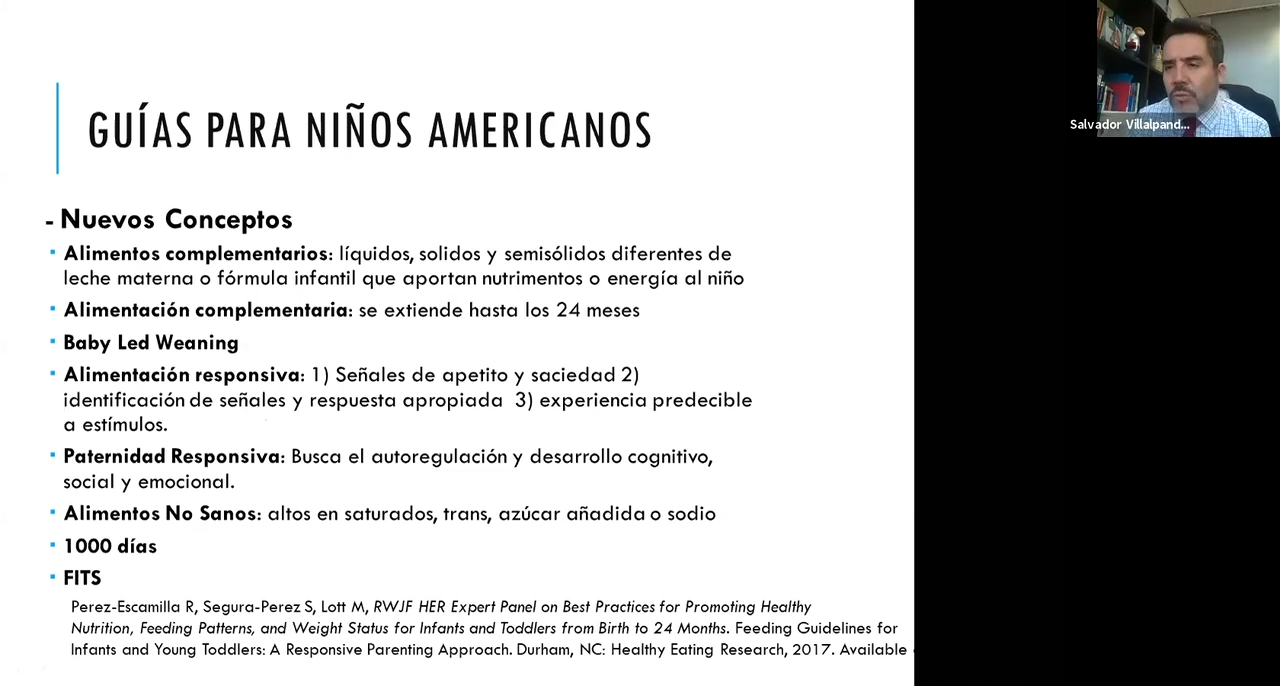 GUÍAS PARA NIÑOS AMERICANOS
- Nuevos Conceptos
▪ Alimentos complementarios: líquidos, solidos y semisólidos diferentes de
leche materna o fórmula infantil que aportan nutrimentos o energía al niño
▪ Alimentación complementaria: se extiende hasta los 24 meses
▪ Baby Led Weaning
▪ Alimentación responsiva: 1) Señales de apetito y saciedad 2)
identificación de señales y respuesta apropiada 3) experiencia predecible
a estímulos.
▪ Paternidad Responsiva: Busca el autoregulación y desarrollo cognitivo,
social y emocional.
▪ Alimentos No Sanos: altos en saturados, trans, azúcar añadida o sodio
▪ 1000 días
▪ FITS
Perez-Escamilla R, Segura-Perez S, Lott M, RWJF HER Expert Panel on Best Practices for Promoting Healthy
Nutrition, Feeding Patterns, and Weight Status for Infants and Toddlers from Birth to 24 Months. Feeding Guidelines for
Infants and Young Toddlers: A Responsive Parenting Approach. Durham, NC: Healthy Eating Research, 2017. Available
Salvador Villalpand...